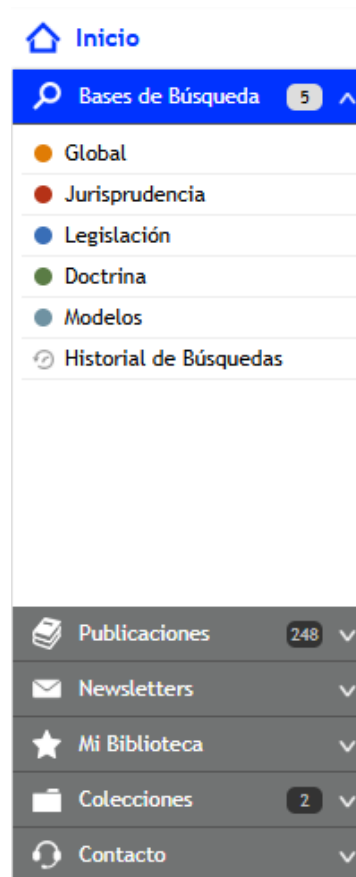 Inicio
Bases de Búsqueda 5
Global
Jurisprudencia
Legislación
Doctrina
Modelos
Historial de Búsquedas
Publicaciones 248
Newsletters
Mi Biblioteca
Colecciones 2
Contacto